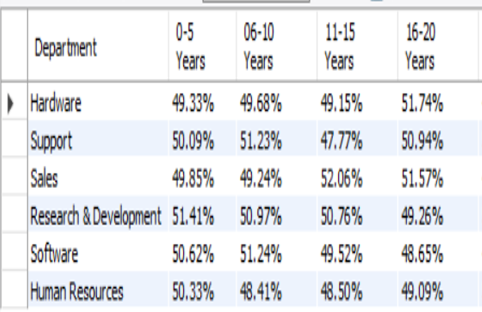 Department 0-5 Years 06-10 Years 11-15 Years 16-20 Years
Hardware 49.33% 49.68% 49.15% 51.74%
Support 50.09% 51.23% 47.77% 50.94%
Sales 49.85% 49.24% 52.06% 51.57%
Research & Development 51.41% 50.97% 50.76% 49.26%
Software 50.62% 51.24% 49.52% 48.65%
Human Resources 50.33% 48.41% 48.50% 49.09%